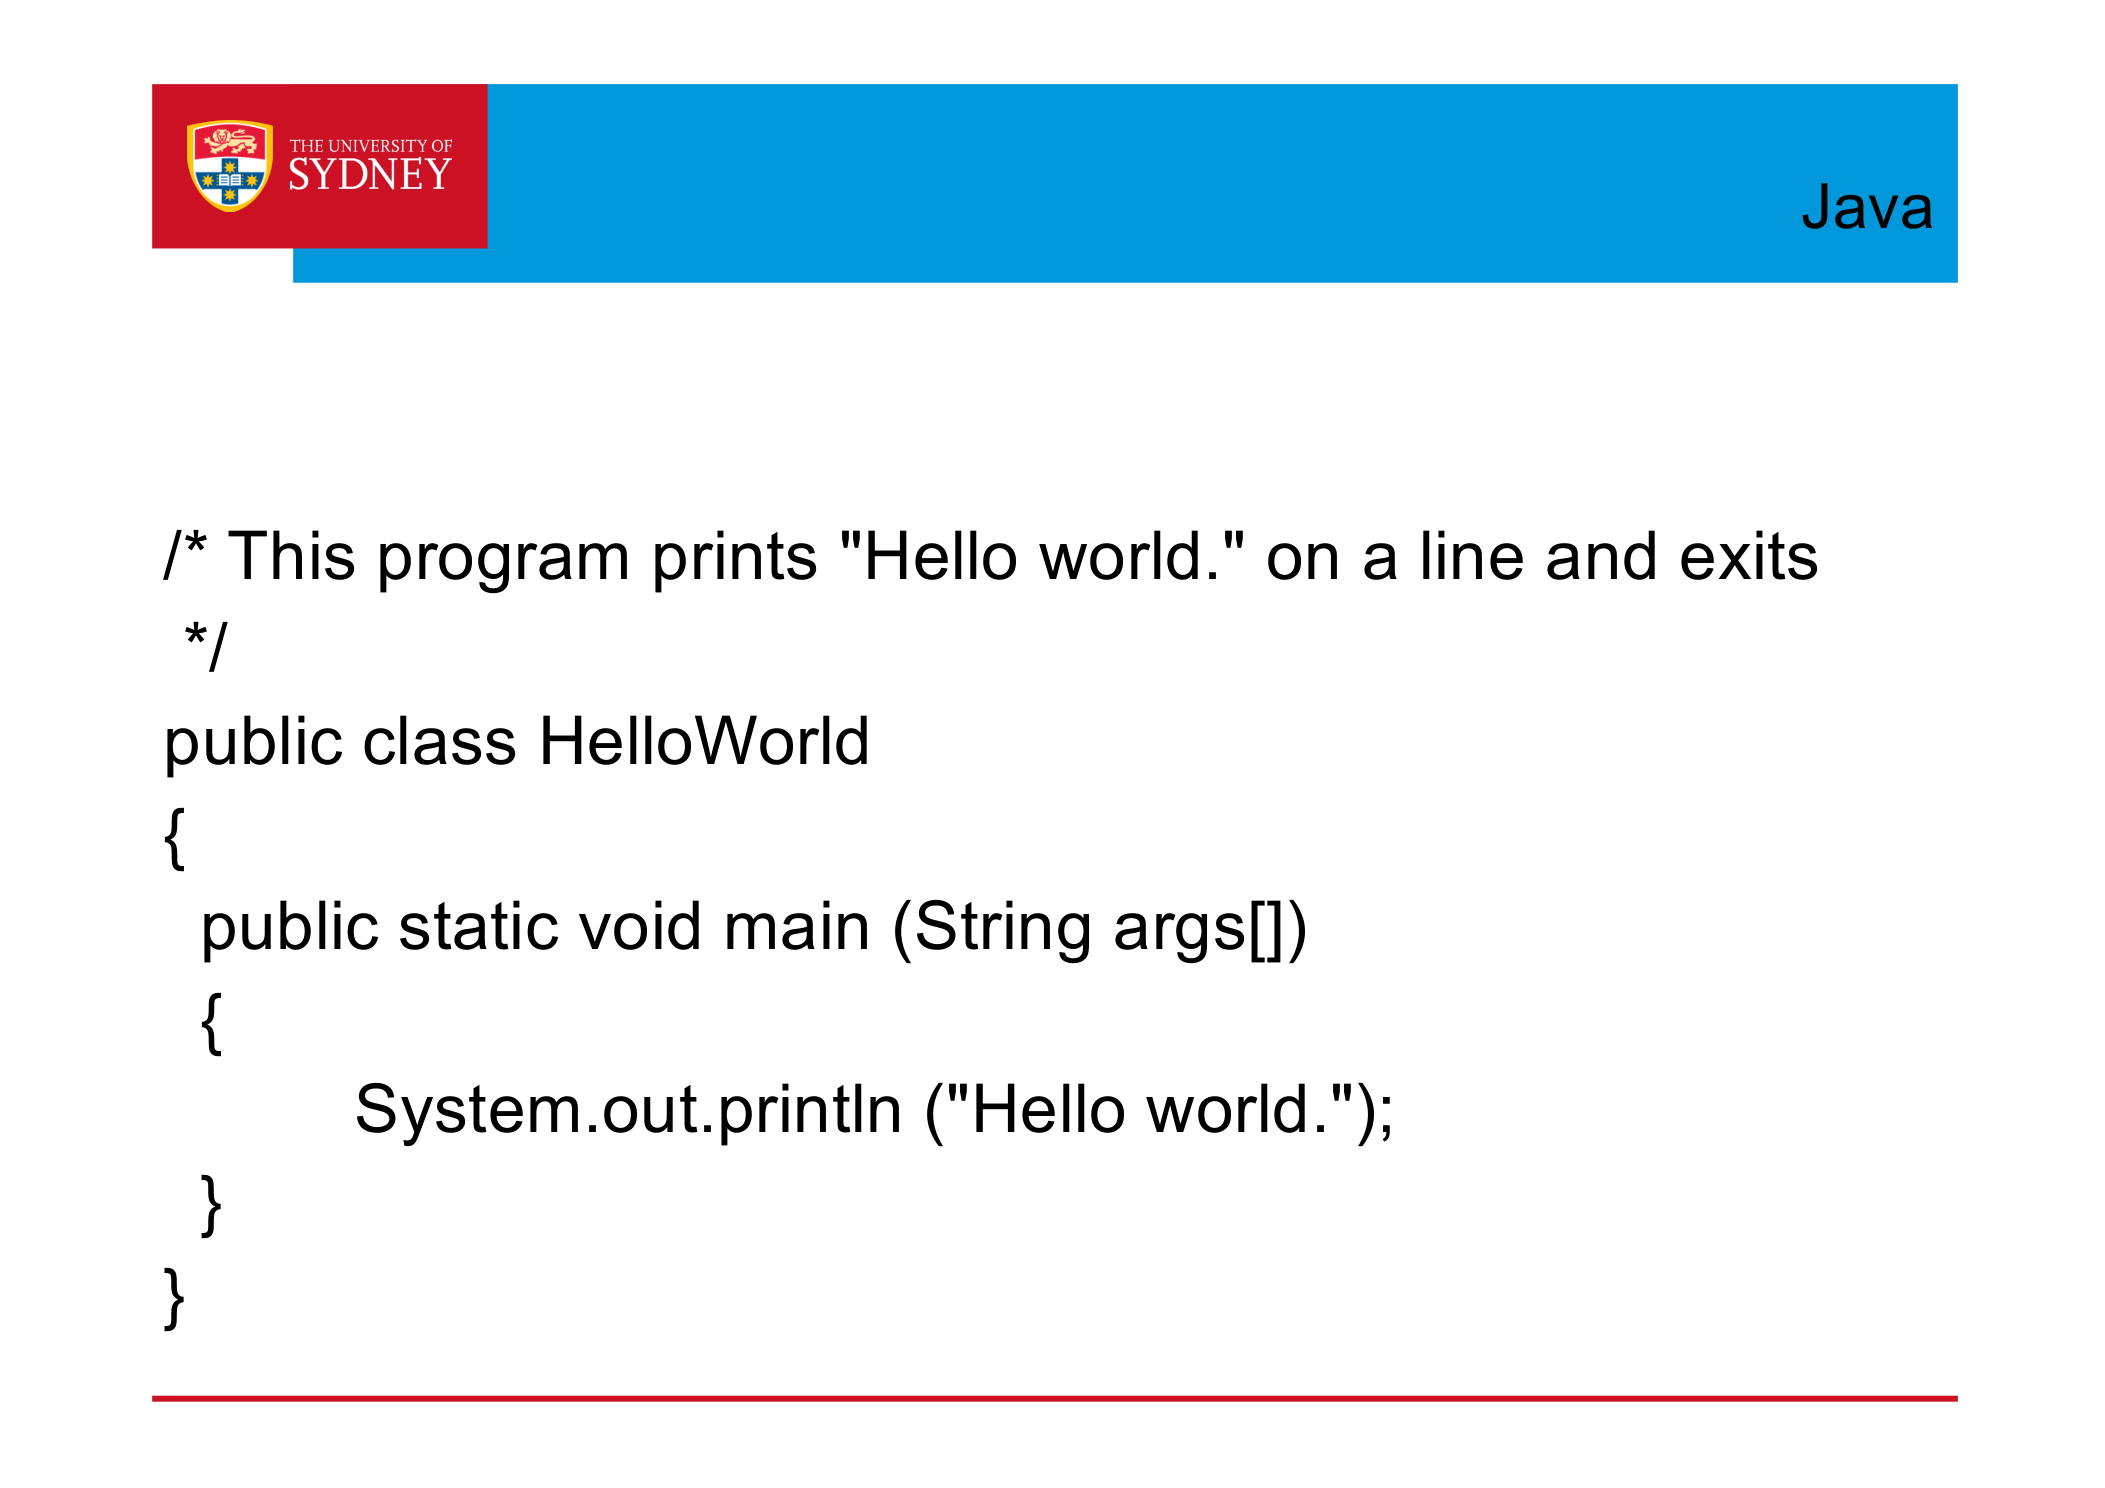 THE UNIVERSITY OF
SYDNEY
Java
/* This program prints "Hello world." on a line and exits
 */
public class HelloWorld
{
  public static void main (String args[])
  {
        System.out.println ("Hello world.");
  }
}